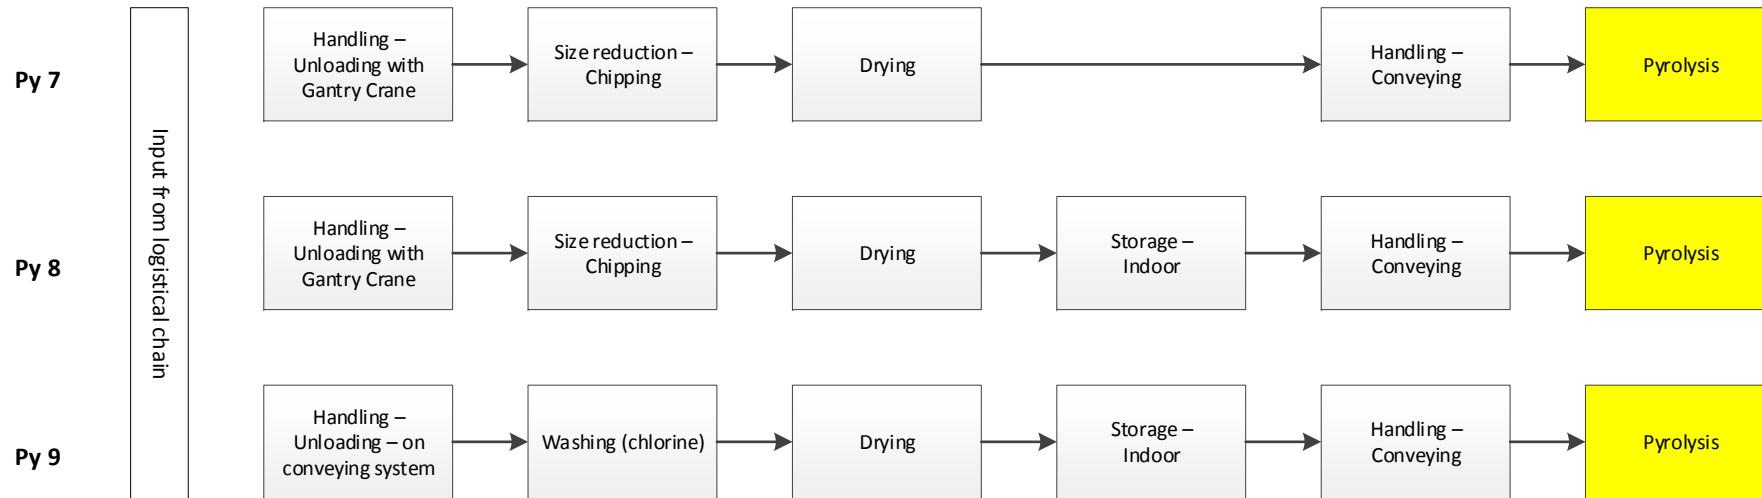 Py 7
Handling –
Unloading with
Gantry Crane
Size reduction –
Chipping
Drying
Handling –
Conveying
Pyrolysis
Input from logistical chain
Py 8
Handling –
Unloading with
Gantry Crane
Size reduction –
Chipping
Drying
Storage –
Indoor
Handling –
Conveying
Pyrolysis
Py 9
Handling –
Unloading – on
conveying system
Washing (chlorine)
Drying
Storage –
Indoor
Handling –
Conveying
Pyrolysis